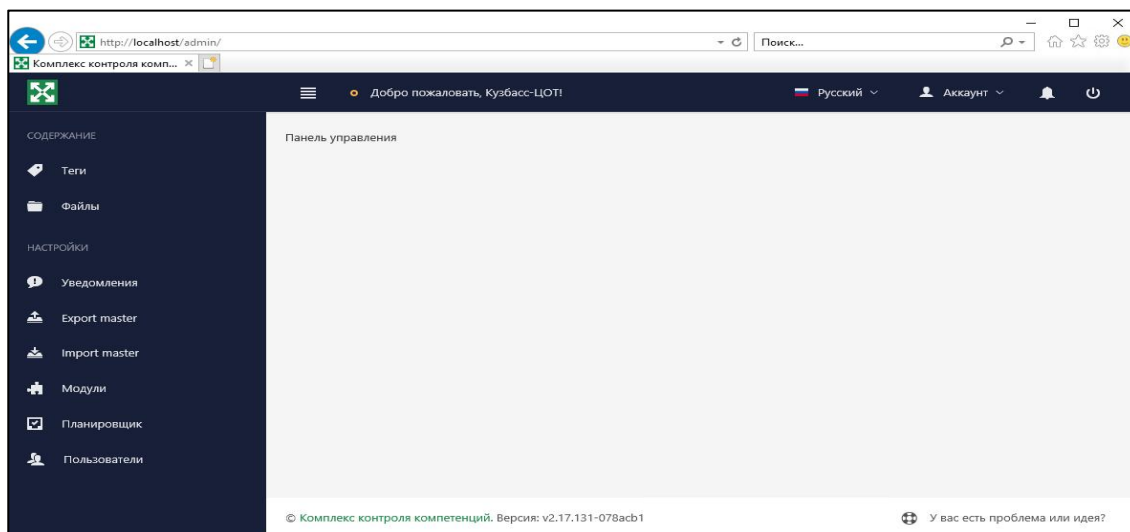 http://localhost/admin/
Поиск...
Комплекс контроля комп...
Добро пожаловать, Кузбасс-ЦОТ!
Русский
Аккаунт
СОДЕРЖАНИЕ
Панель управления
Теги
Файлы
НАСТРОЙКИ
Уведомления
Export master
Import master
Модули
Планировщик
Пользователи
© Комплекс контроля компетенций. Версия: v2.17.131-078acb1
У вас есть проблема или идея?